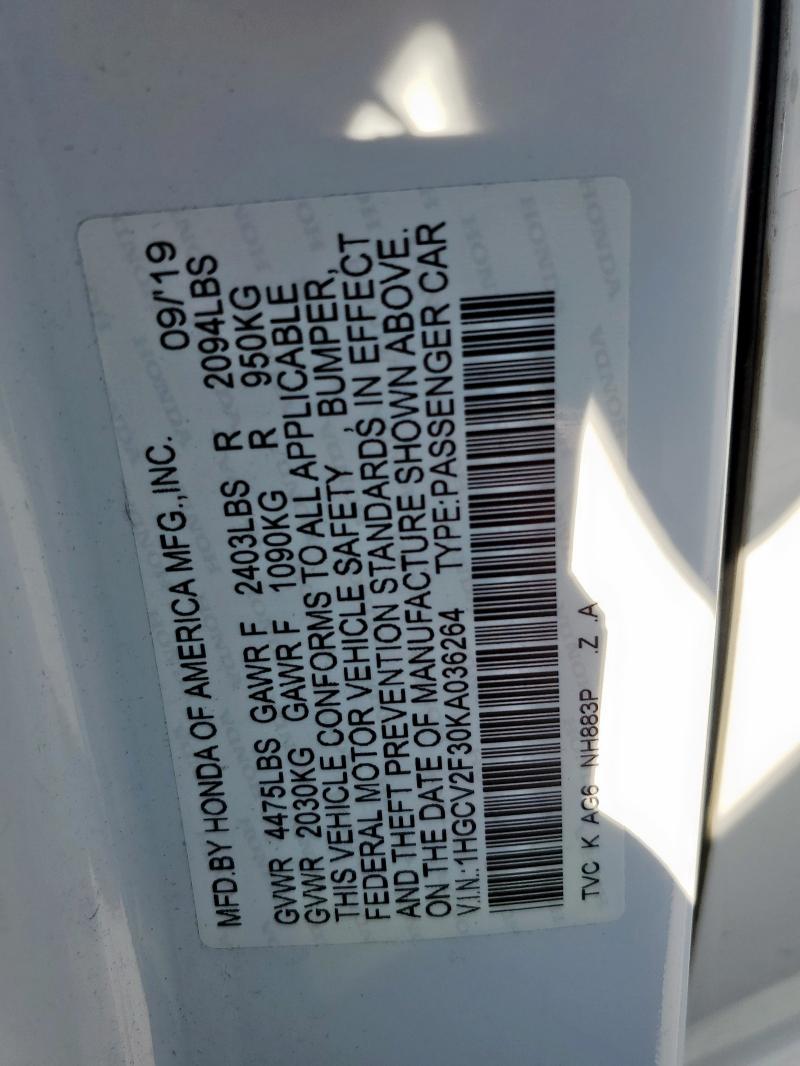 MFD.BY HONDA OF AMERICA MFG.,INC. 09/'19
GVWR 4475LBS GAWR F 2403LBS R 2094LBS
GVWR 2030KG GAWR F 1090KG R 950KG
THIS VEHICLE CONFORMS TO ALL APPLICABLE
FEDERAL MOTOR VEHICLE SAFETY , BUMPER,
AND THEFT PREVENTION STANDARDS IN EFFECT
ON THE DATE OF MANUFACTURE SHOWN ABOVE.
V.I.N.:1HGCV2F30KA036264 TYPE:PASSENGER CAR
TVC K AG6 NH883P .Z .A
HONDA